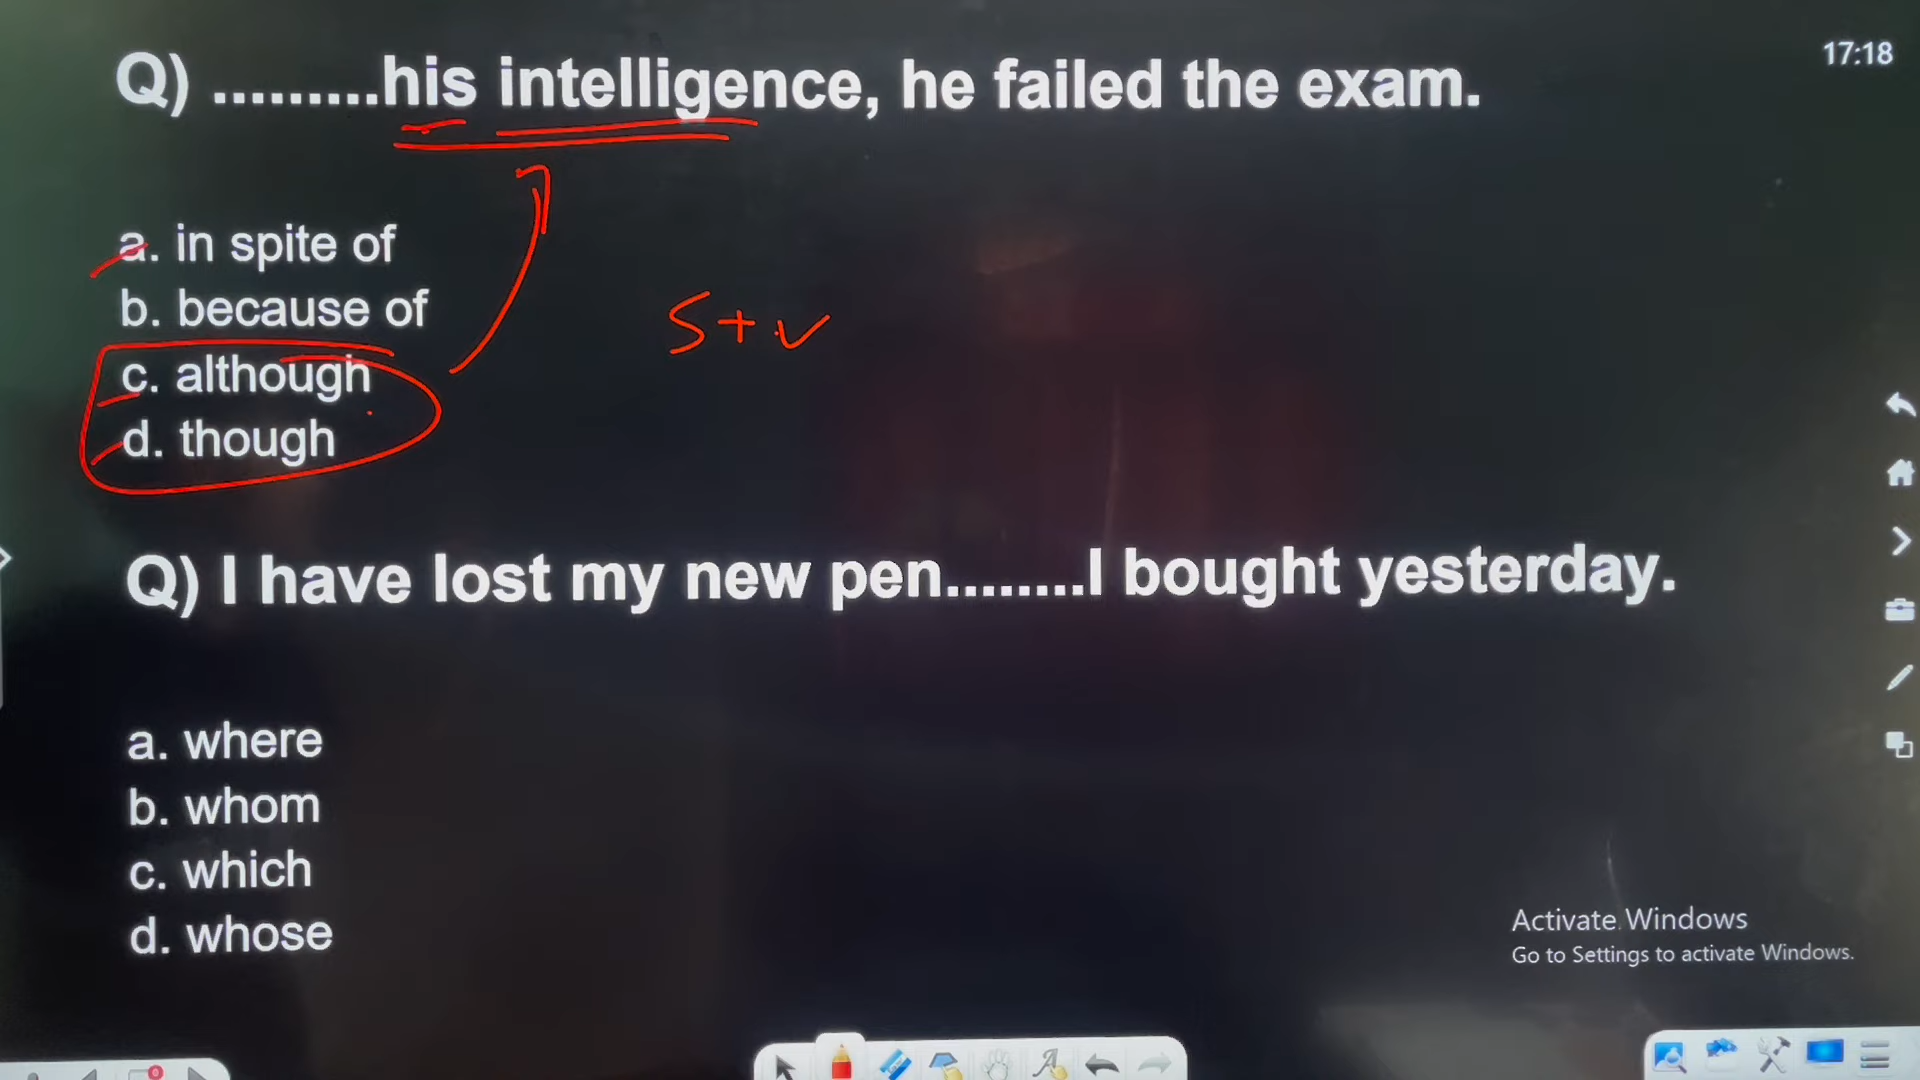 17:18
Q) .........his intelligence, he failed the exam.
a. in spite of
b. because of
S+V
c. although
d. though
Q) I have lost my new pen........I bought yesterday.
a. where
b. whom
c. which
d. whose
Activate Windows
Go to Settings to activate Windows.